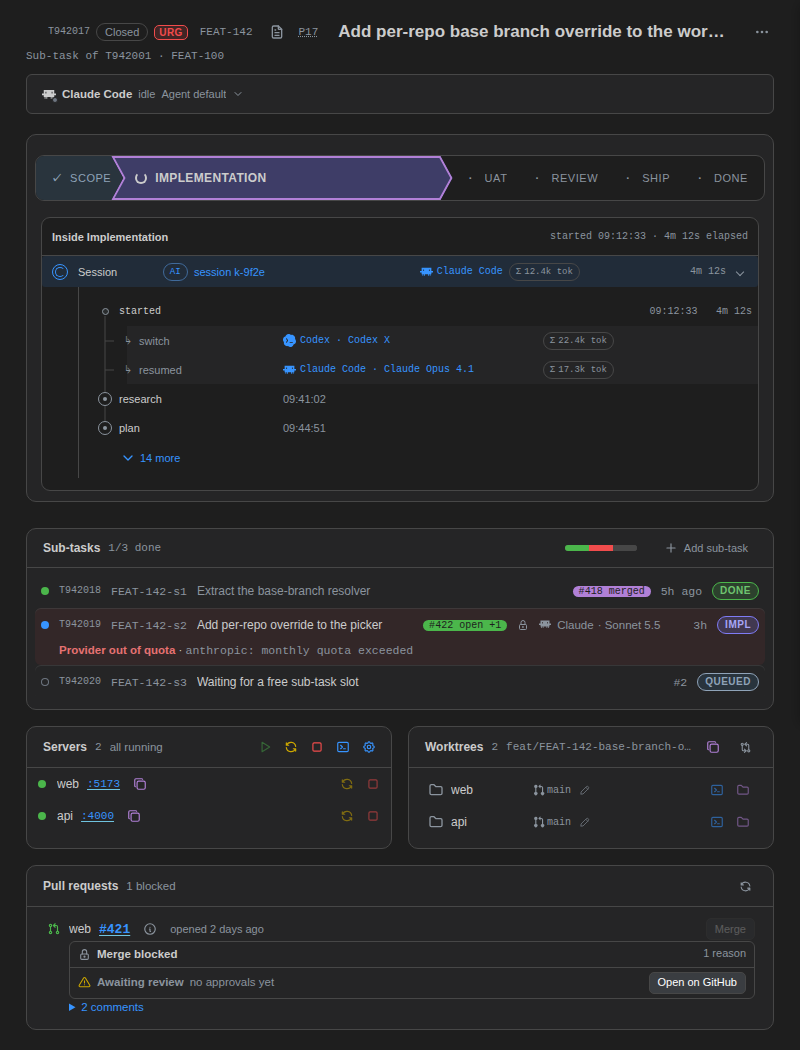 T942017 Closed URG FEAT-142 P17 Add per-repo base branch override to the wor…
Sub-task of T942001 · FEAT-100
Claude Code idle Agent default
SCOPE IMPLEMENTATION · UAT · REVIEW · SHIP · DONE
Inside Implementation started 09:12:33 · 4m 12s elapsed
Session AI session k-9f2e Claude Code Σ 12.4k tok 4m 12s
started 09:12:33 4m 12s
↳ switch Codex · Codex X Σ 22.4k tok
↳ resumed Claude Code · Claude Opus 4.1 Σ 17.3k tok
research 09:41:02
plan 09:44:51
14 more
Sub-tasks 1/3 done Add sub-task
T942018 FEAT-142-s1 Extract the base-branch resolver #418 merged 5h ago DONE
T942019 FEAT-142-s2 Add per-repo override to the picker #422 open +1 Claude · Sonnet 5.5 3h IMPL
Provider out of quota · anthropic: monthly quota exceeded
T942020 FEAT-142-s3 Waiting for a free sub-task slot #2 QUEUED
Servers 2 all running
web :5173
api :4000
Worktrees 2 feat/FEAT-142-base-branch-o…
web main
api main
Pull requests 1 blocked
web #421 opened 2 days ago Merge
Merge blocked 1 reason
Awaiting review no approvals yet Open on GitHub
2 comments